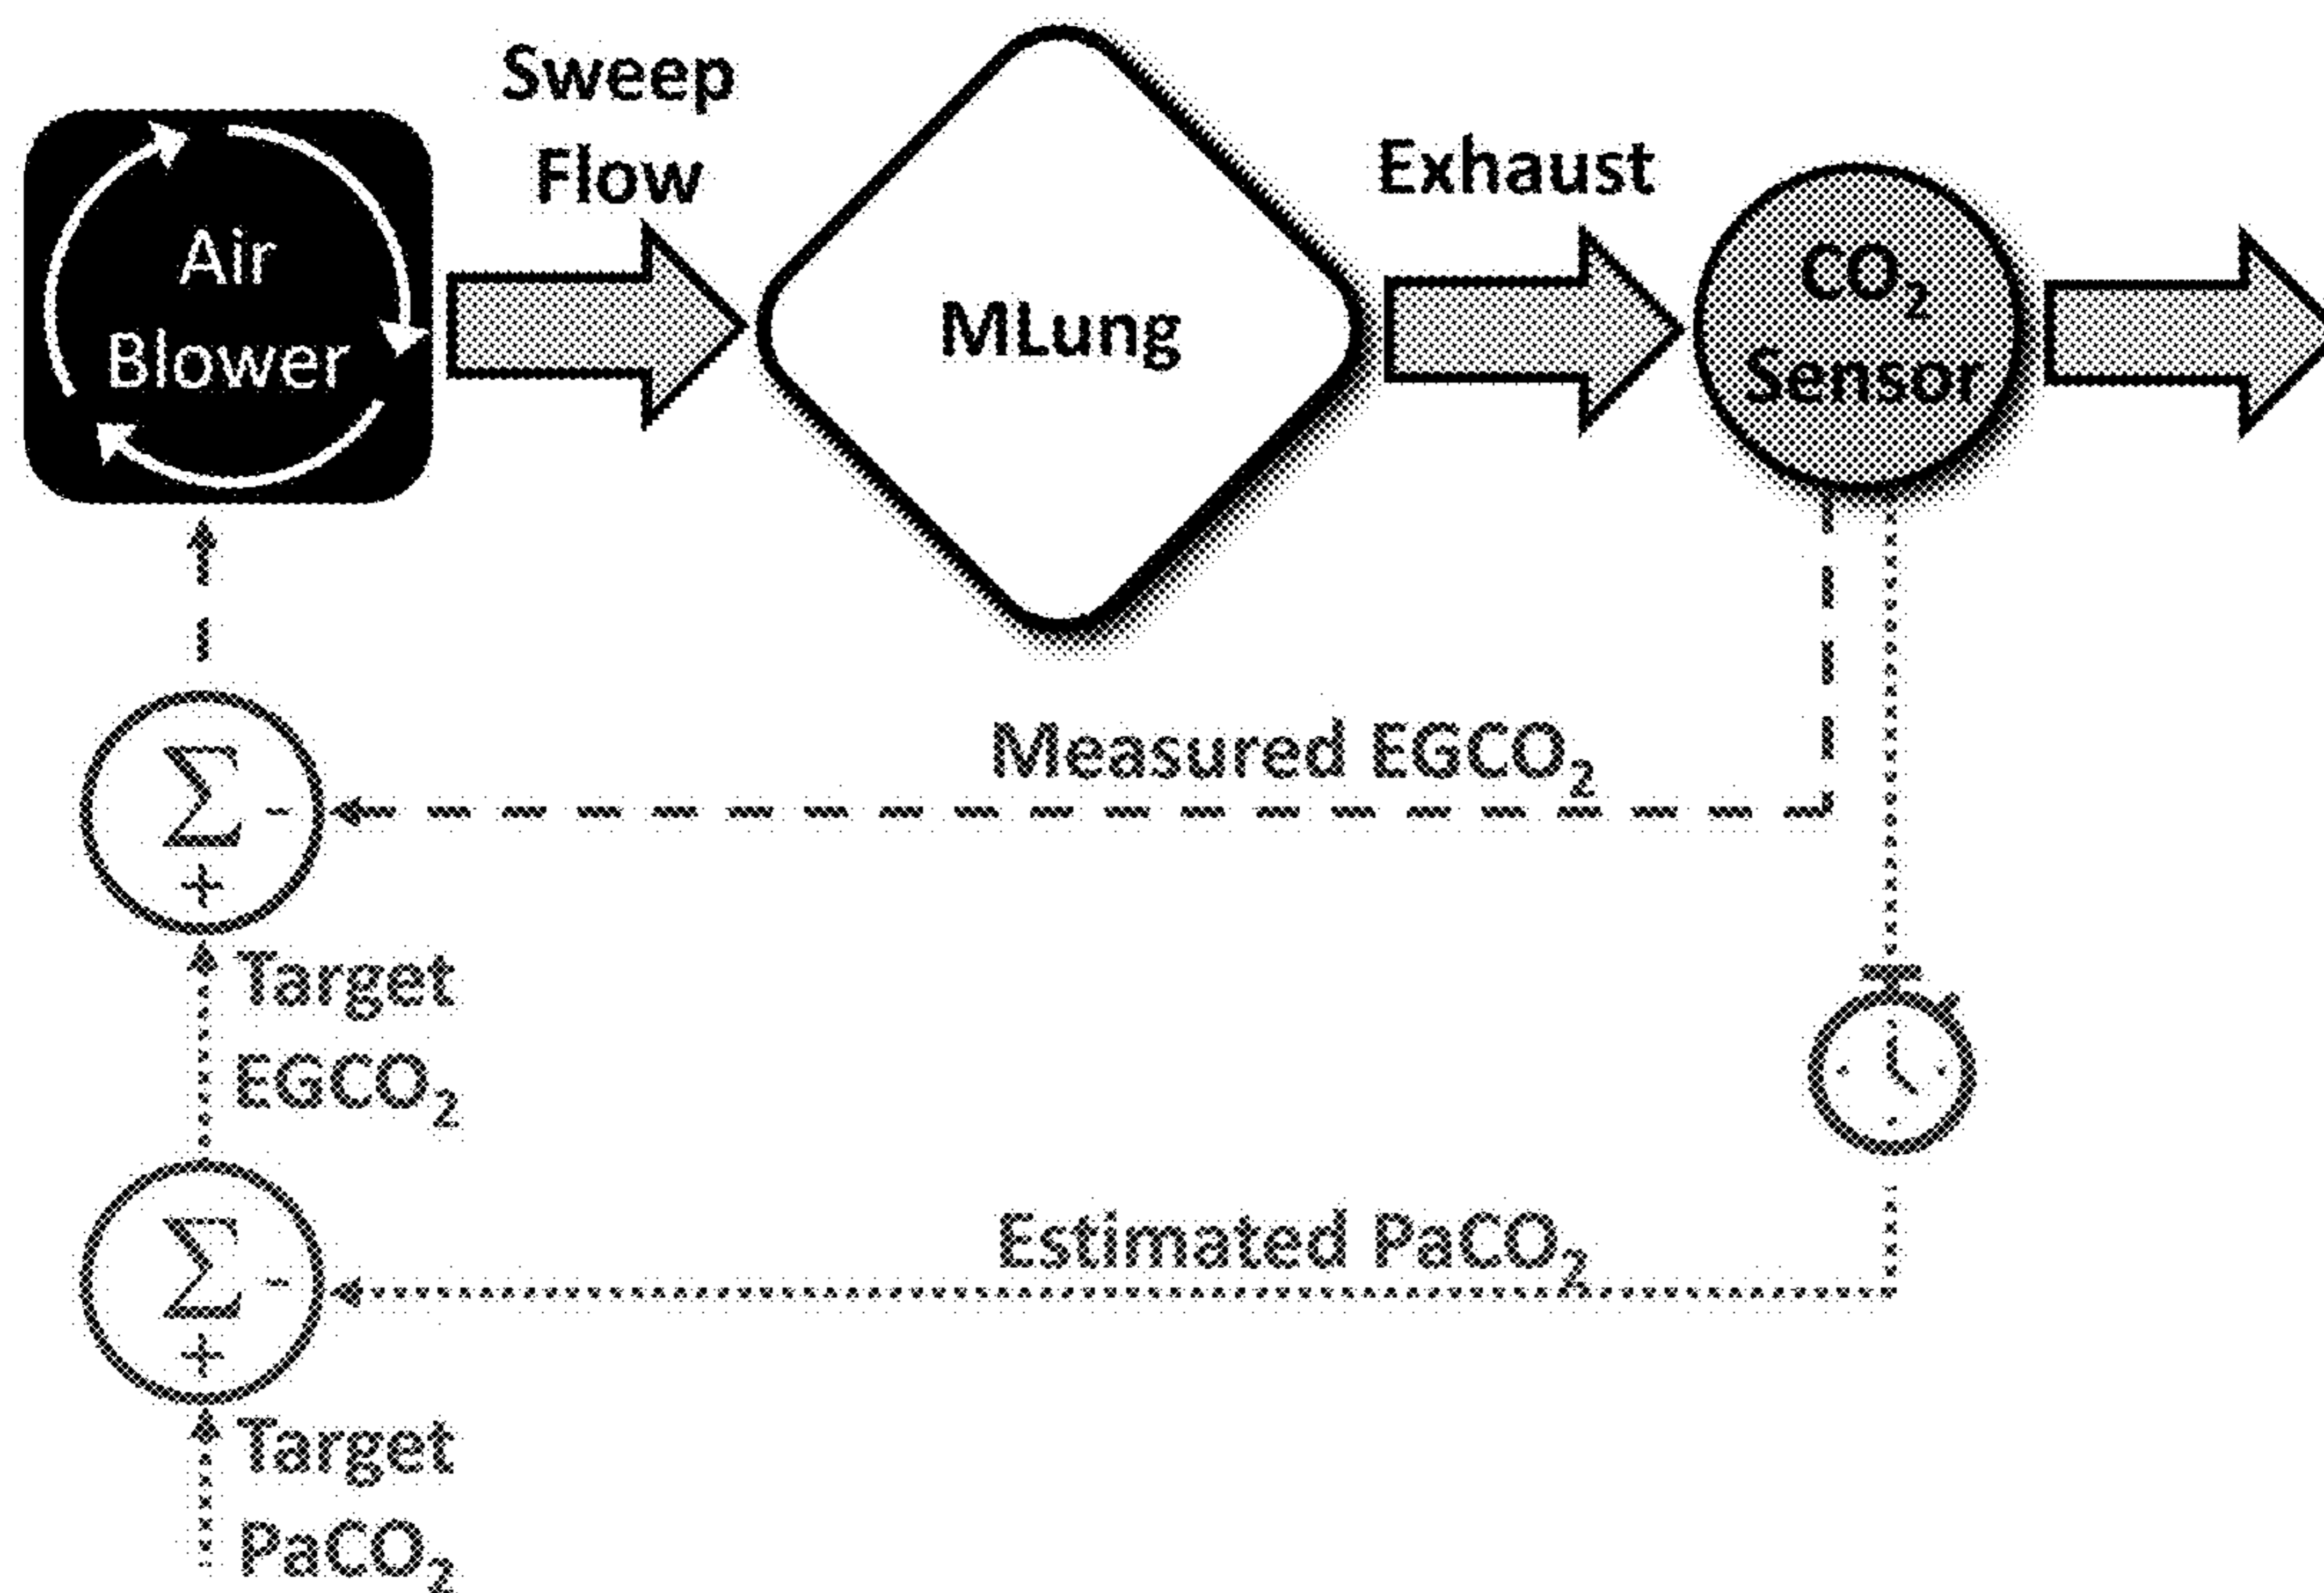 Sweep
Flow
Air
Blower
MLung
Exhaust
CO₂
Sensor
Measured EGCO₂
Σ -
+
Target
EGCO₂
Estimated PaCO₂
Σ -
+
Target
PaCO₂